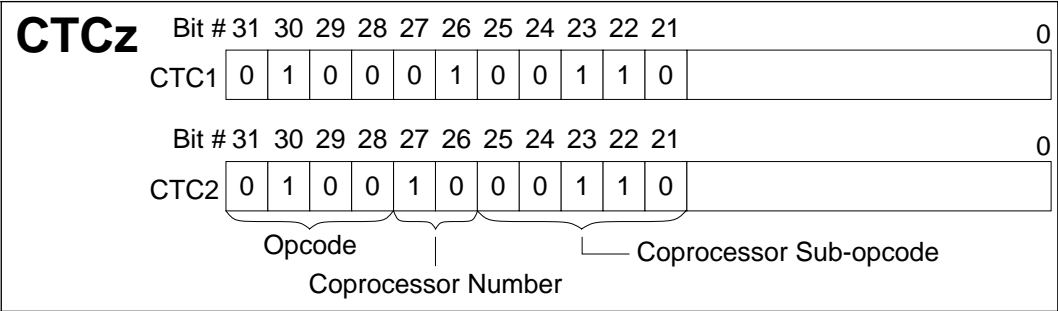 CTCz
Bit # 31 30 29 28 27 26 25 24 23 22 21 0
CTC1 0 1 0 0 0 1 0 0 1 1 0
Bit # 31 30 29 28 27 26 25 24 23 22 21 0
CTC2 0 1 0 0 1 0 0 0 1 1 0
Opcode
Coprocessor Sub-opcode
Coprocessor Number